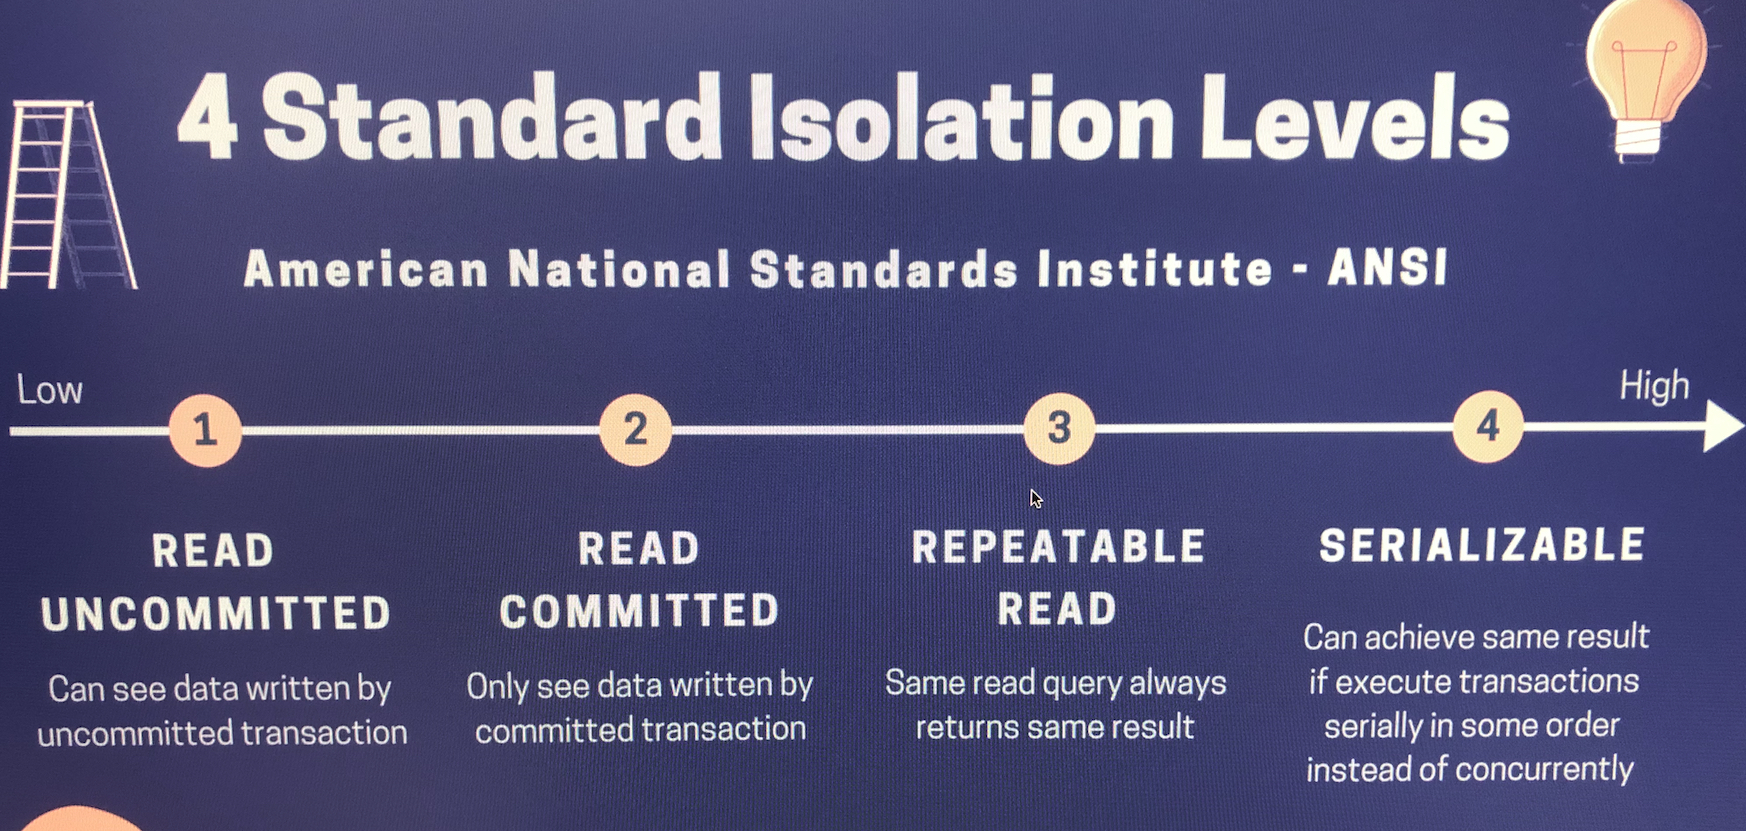 4 Standard Isolation Levels
American National Standards Institute - ANSI
Low
High
1
2
3
4
READ
UNCOMMITTED
Can see data written by
uncommitted transaction
READ
COMMITTED
Only see data written by
committed transaction
REPEATABLE
READ
Same read query always
returns same result
SERIALIZABLE
Can achieve same result
if execute transactions
serially in some order
instead of concurrently